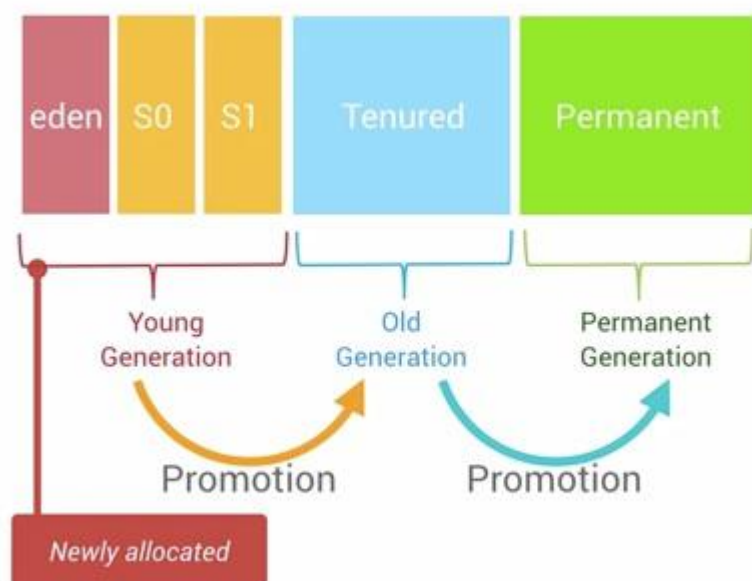 eden
S0
S1
Tenured
Permanent
Young
Generation
Old
Generation
Permanent
Generation
Promotion
Promotion
Newly allocated